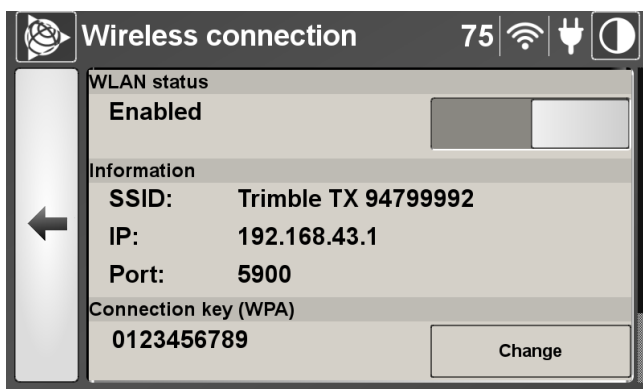 Wireless connection 75
WLAN status
Enabled
Information
SSID: Trimble TX 94799992
IP: 192.168.43.1
Port: 5900
Connection key (WPA)
0123456789 Change